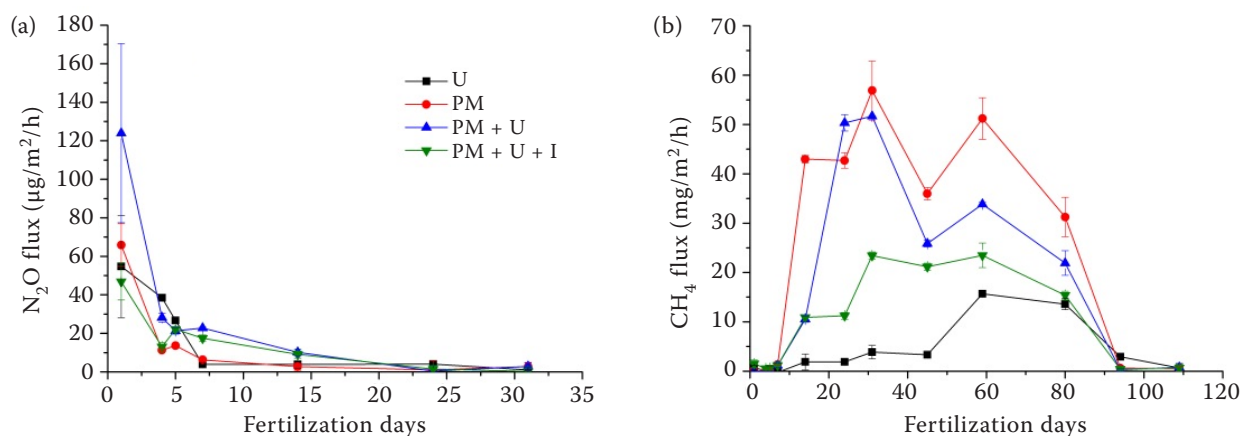 (a)
180
160
140
120
100
80
60
40
20
0
N₂O flux (µg/m²/h)
0 5 10 15 20 25 30 35
Fertilization days
U
PM
PM + U
PM + U + I
(b)
70
60
50
40
30
20
10
0
CH₄ flux (mg/m²/h)
0 20 40 60 80 100 120
Fertilization days